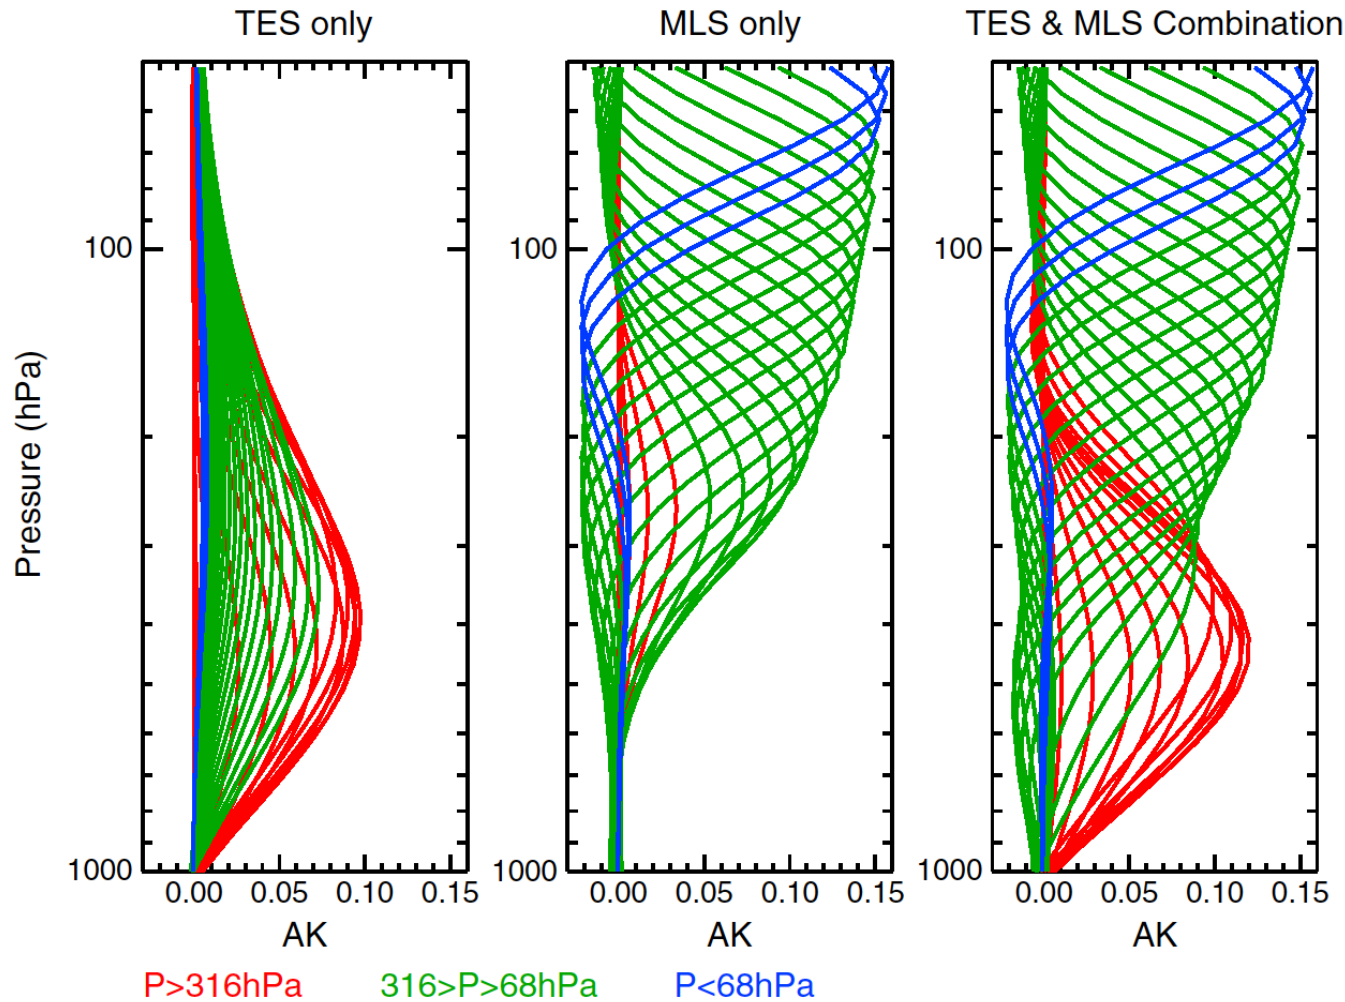 TES only
MLS only
TES & MLS Combination
Pressure (hPa)
100
1000
0.00 0.05 0.10 0.15
AK
100
1000
0.00 0.05 0.10 0.15
AK
100
1000
0.00 0.05 0.10 0.15
AK
P>316hPa
316>P>68hPa
P<68hPa